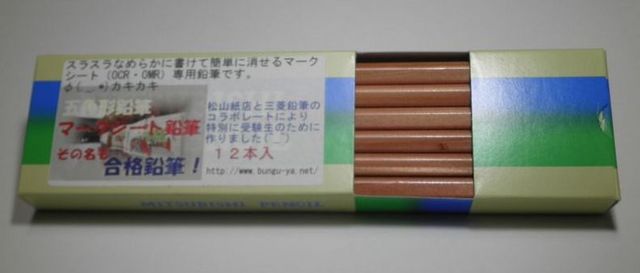 スラスラなめらかに書けて簡単に消せるマーク
シート(OCR・OMR)専用鉛筆です。
φ(._.*)カキカキ
五角形鉛筆
マークシート鉛筆
その名も
合格鉛筆!
松山紙店と三菱鉛筆の
コラボレートにより
特別に受験生のために
作りました
12本入
http://www.bungu-ya.net/
MITSUBISHI PENCIL